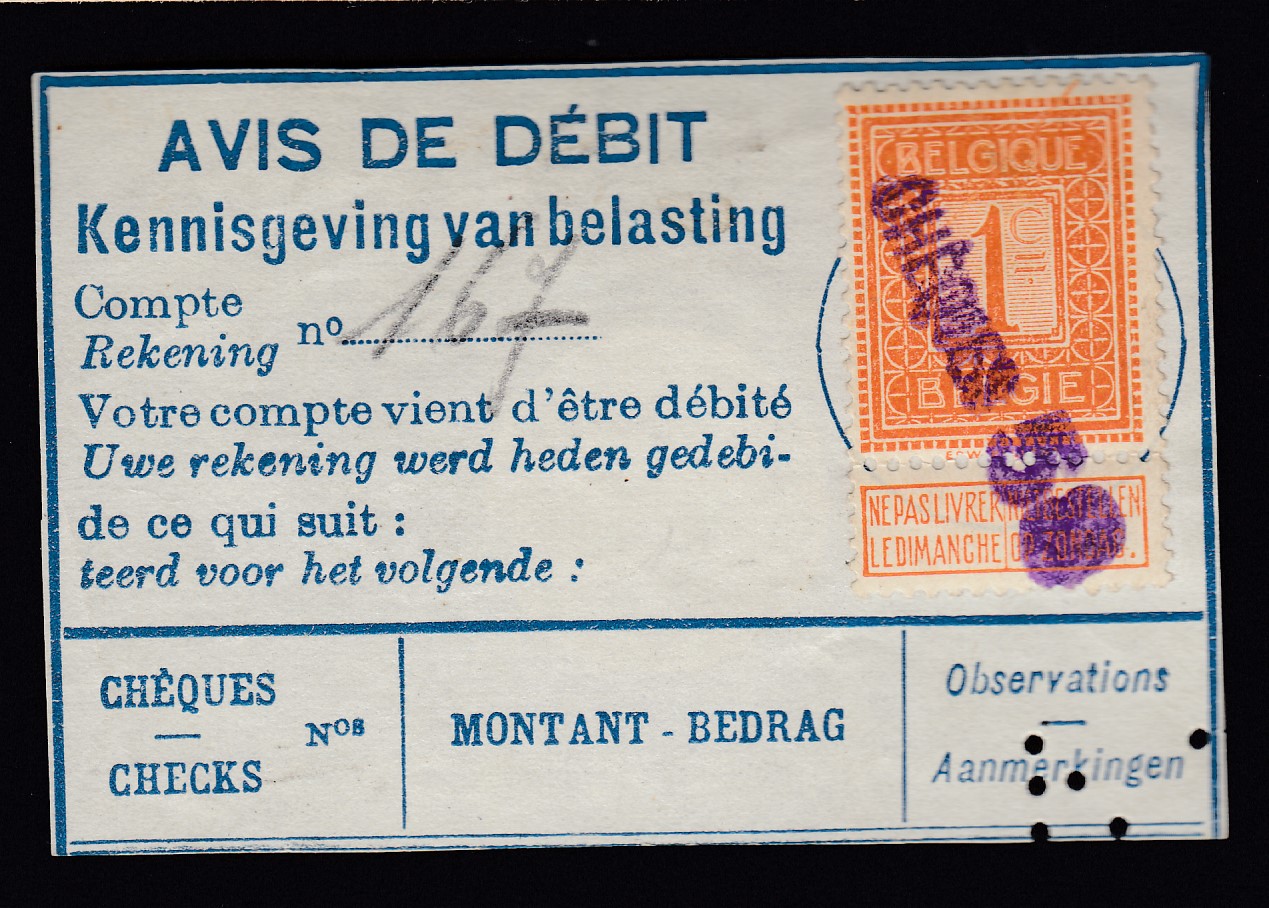 AVIS DE DÉBIT
Kennisgeving van belasting
Compte
Rekening nº 167
Votre compte vient d'être débité
Uwe rekening werd heden gedebi-
de ce qui suit :
teerd voor het volgende :
BELGIQUE
1C
BELGIE
CHEQUES
NE PAS LIVRER
LE DIMANCHE
CHÈQUES
—
CHECKS
Nos
MONTANT - BEDRAG
Observations
—
Aanmerkingen